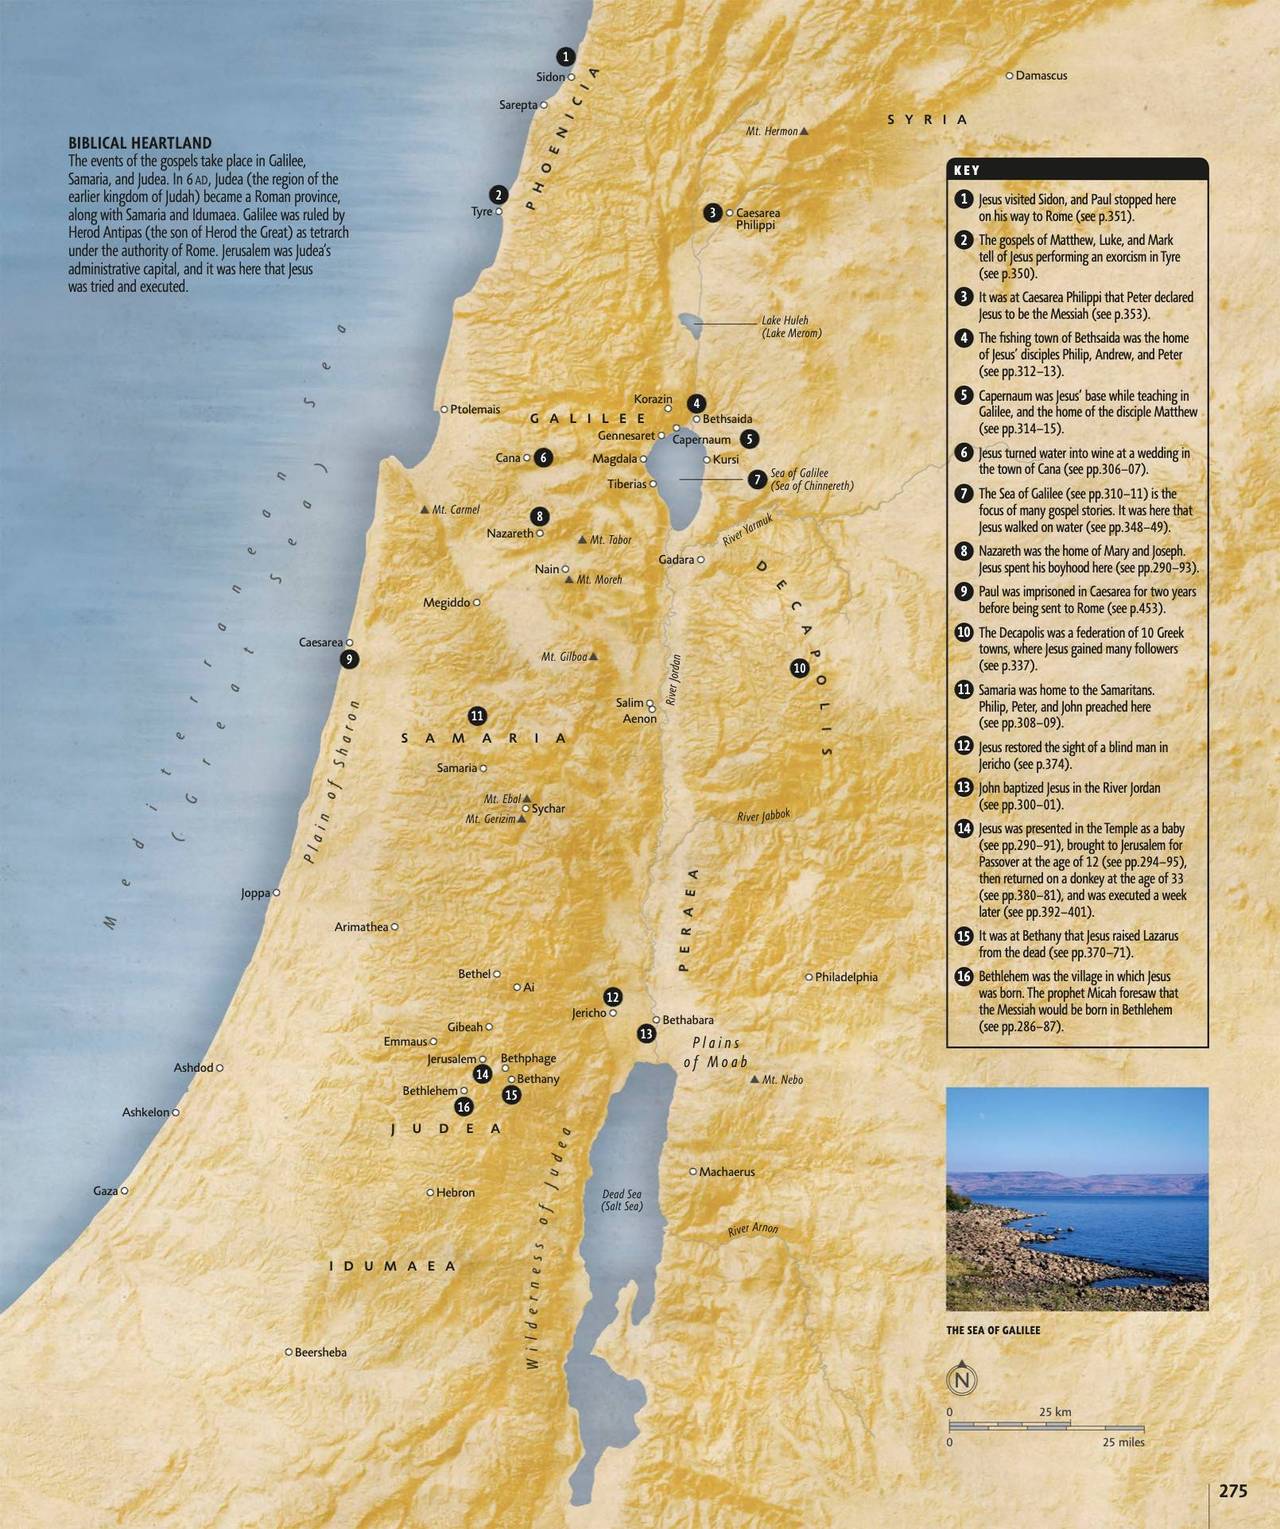 1
Sidon
Damascus
Sarepta
PHOENICIA
SYRIA
Mt. Hermon
BIBLICAL HEARTLAND
The events of the gospels take place in Galilee,
Samaria, and Judea. In 6 AD, Judea (the region of the
earlier kingdom of Judah) became a Roman province,
along with Samaria and Idumaea. Galilee was ruled by
Herod Antipas (the son of Herod the Great) as tetrarch
under the authority of Rome. Jerusalem was Judea's
administrative capital, and it was here that Jesus
was tried and executed.
2
Tyre
3
Caesarea
Philippi
Lake Huleh
(Lake Merom)
Mediterranean Sea
(Great Sea)
Ptolemais
GALILEE
Korazin
4
Bethsaida
Gennesaret
Capernaum
5
Cana
6
Magdala
Kursi
7
Sea of Galilee
(Sea of Chinnereth)
Tiberias
Mt. Carmel
8
Nazareth
Mt. Tabor
River Yarmuk
Gadara
Nain
Mt. Moreh
DECAPOLIS
Megiddo
Caesarea
9
Mt. Gilboa
River Jordan
10
Salim
Aenon
11
SAMARIA
Plain of Sharon
Samaria
Mt. Ebal
Sychar
Mt. Gerizim
River Jabbok
Joppa
PERAEA
Arimathea
Bethel
Ai
Philadelphia
12
Jericho
Bethabara
13
Gibeah
Emmaus
Plains
of Moab
Jerusalem
Bethphage
14
Ashdod
Bethany
Mt. Nebo
Bethlehem
15
16
Ashkelon
JUDEA
Wilderness of Judea
Machaerus
Gaza
Hebron
Dead Sea
(Salt Sea)
River Arnon
IDUMAEA
Beersheba
KEY
1 Jesus visited Sidon, and Paul stopped here
on his way to Rome (see p.351).
2 The gospels of Matthew, Luke, and Mark
tell of Jesus performing an exorcism in Tyre
(see p.350).
3 It was at Caesarea Philippi that Peter declared
Jesus to be the Messiah (see p.353).
4 The fishing town of Bethsaida was the home
of Jesus' disciples Philip, Andrew, and Peter
(see pp.312–13).
5 Capernaum was Jesus' base while teaching in
Galilee, and the home of the disciple Matthew
(see pp.314–15).
6 Jesus turned water into wine at a wedding in
the town of Cana (see pp.306–07).
7 The Sea of Galilee (see pp.310–11) is the
focus of many gospel stories. It was here that
Jesus walked on water (see pp.348–49).
8 Nazareth was the home of Mary and Joseph.
Jesus spent his boyhood here (see pp.290–93).
9 Paul was imprisoned in Caesarea for two years
before being sent to Rome (see p.453).
10 The Decapolis was a federation of 10 Greek
towns, where Jesus gained many followers
(see p.337).
11 Samaria was home to the Samaritans.
Philip, Peter, and John preached here
(see pp.308–09).
12 Jesus restored the sight of a blind man in
Jericho (see p.374).
13 John baptized Jesus in the River Jordan
(see pp.300–01).
14 Jesus was presented in the Temple as a baby
(see pp.290–91), brought to Jerusalem for
Passover at the age of 12 (see pp.294–95),
then returned on a donkey at the age of 33
(see pp.380–81), and was executed a week
later (see pp.392–401).
15 It was at Bethany that Jesus raised Lazarus
from the dead (see pp.370–71).
16 Bethlehem was the village in which Jesus
was born. The prophet Micah foresaw that
the Messiah would be born in Bethlehem
(see pp.286–87).
THE SEA OF GALILEE
N
0 25 km
0 25 miles
275